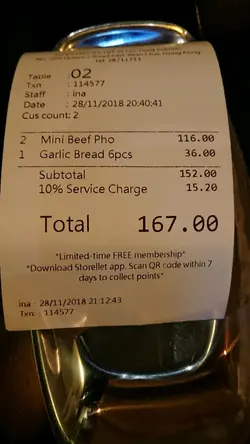 Tel 28111711
Table :02
Txn : 114577
Staff : ina
Date : 28/11/2018 20:40:41
Cus count: 2
2 Mini Beef Pho 116.00
1 Garlic Bread 6pcs 36.00
Subtotal 152.00
10% Service Charge 15.20
Total 167.00
*Limited-time FREE membership*
*Download Storellet app. Scan QR code within 7
days to collect points*
ina : 28/11/2018 21:12:43
Txn: : 114577